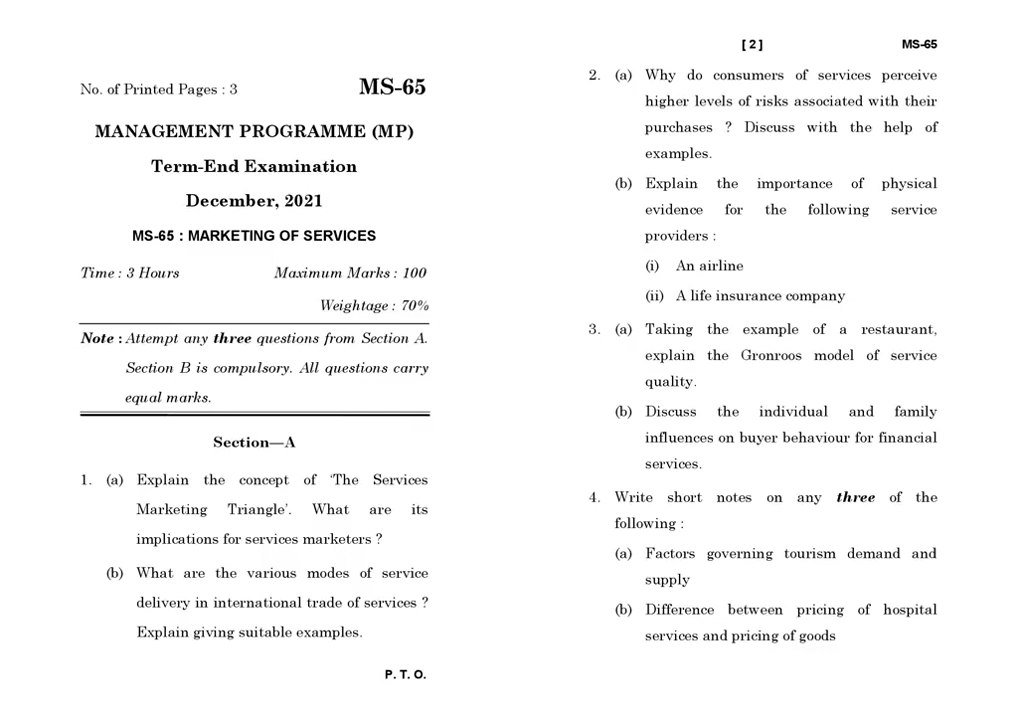 No. of Printed Pages : 3 MS-65
MANAGEMENT PROGRAMME (MP)
Term-End Examination
December, 2021
MS-65 : MARKETING OF SERVICES
Time : 3 Hours Maximum Marks : 100
Weightage : 70%
Note : Attempt any three questions from Section A.
Section B is compulsory. All questions carry
equal marks.
Section—A
1. (a) Explain the concept of ‘The Services
Marketing Triangle’. What are its
implications for services marketers ?
(b) What are the various modes of service
delivery in international trade of services ?
Explain giving suitable examples.
P. T. O.
[ 2 ] MS-65
2. (a) Why do consumers of services perceive
higher levels of risks associated with their
purchases ? Discuss with the help of
examples.
(b) Explain the importance of physical
evidence for the following service
providers :
(i) An airline
(ii) A life insurance company
3. (a) Taking the example of a restaurant,
explain the Gronroos model of service
quality.
(b) Discuss the individual and family
influences on buyer behaviour for financial
services.
4. Write short notes on any three of the
following :
(a) Factors governing tourism demand and
supply
(b) Difference between pricing of hospital
services and pricing of goods